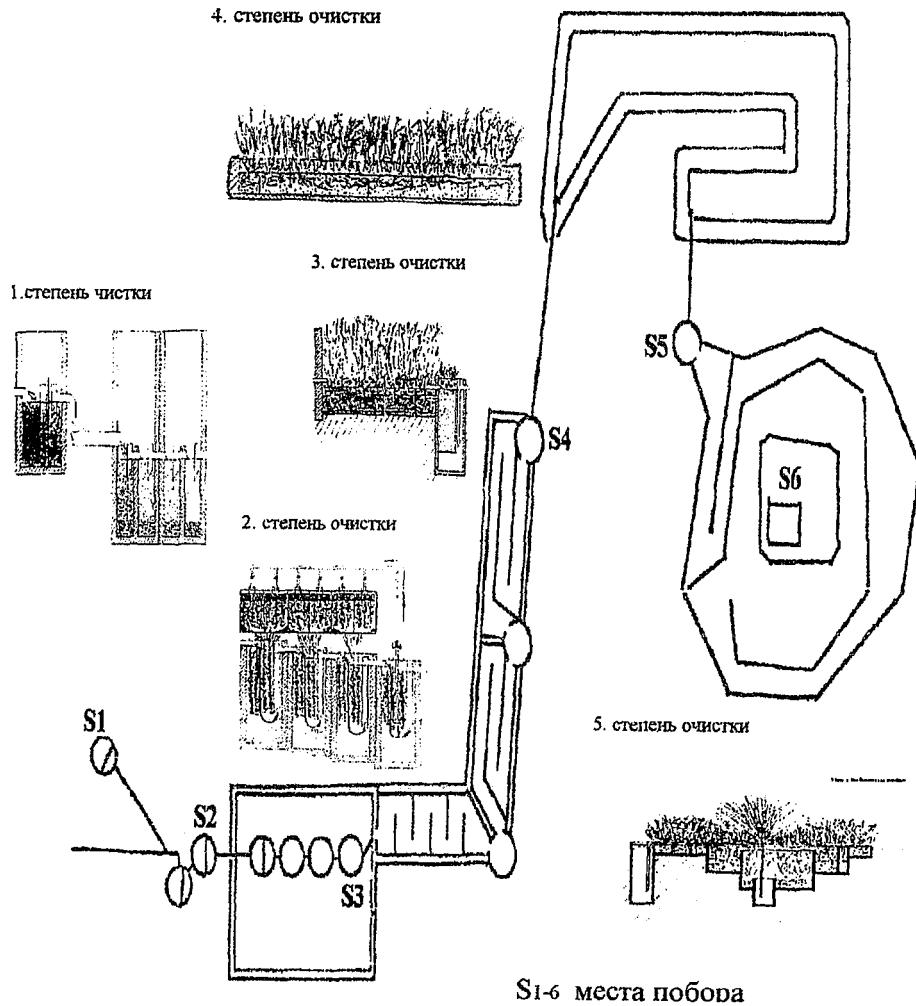 4. степень очистки
3. степень очистки
1.степень чистки
S5
S4
S6
2. степень очистки
S1
5. степень очистки
S2
S3
S1-6 места побора